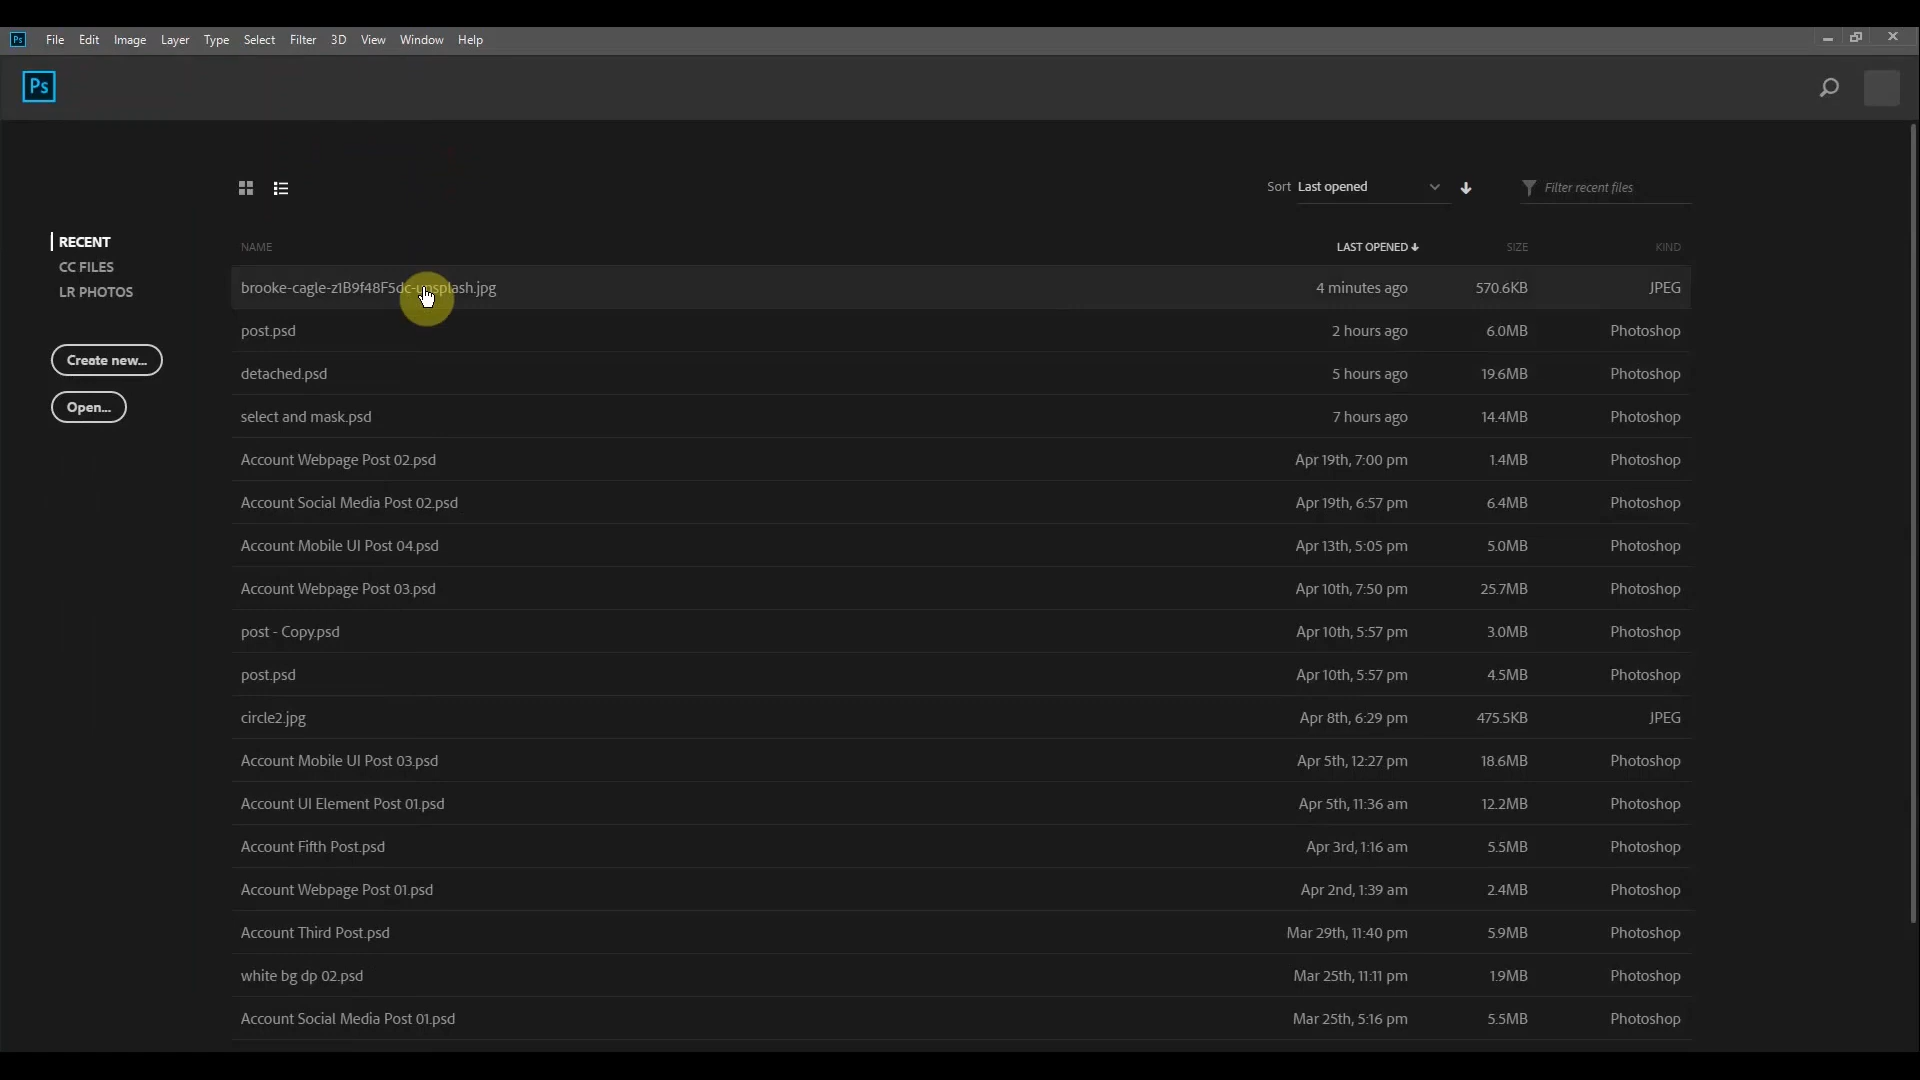 Ps File Edit Image Layer Type Select Filter 3D View Window Help
Ps
Sort Last opened Filter recent files
RECENT
CC FILES
LR PHOTOS
Create new...
Open...
NAME LAST OPENED SIZE KIND
brooke-cagle-z1B9f48F5dc-unsplash.jpg 4 minutes ago 570.6KB JPEG
post.psd 2 hours ago 6.0MB Photoshop
detached.psd 5 hours ago 19.6MB Photoshop
select and mask.psd 7 hours ago 14.4MB Photoshop
Account Webpage Post 02.psd Apr 19th, 7:00 pm 1.4MB Photoshop
Account Social Media Post 02.psd Apr 19th, 6:57 pm 6.4MB Photoshop
Account Mobile UI Post 04.psd Apr 13th, 5:05 pm 5.0MB Photoshop
Account Webpage Post 03.psd Apr 10th, 7:50 pm 25.7MB Photoshop
post - Copy.psd Apr 10th, 5:57 pm 3.0MB Photoshop
post.psd Apr 10th, 5:57 pm 4.5MB Photoshop
circle2.jpg Apr 8th, 6:29 pm 475.5KB JPEG
Account Mobile UI Post 03.psd Apr 5th, 12:27 pm 18.6MB Photoshop
Account UI Element Post 01.psd Apr 5th, 11:36 am 12.2MB Photoshop
Account Fifth Post.psd Apr 3rd, 1:16 am 5.5MB Photoshop
Account Webpage Post 01.psd Apr 2nd, 1:39 am 2.4MB Photoshop
Account Third Post.psd Mar 29th, 11:40 pm 5.9MB Photoshop
white bg dp 02.psd Mar 25th, 11:11 pm 1.9MB Photoshop
Account Social Media Post 01.psd Mar 25th, 5:16 pm 5.5MB Photoshop